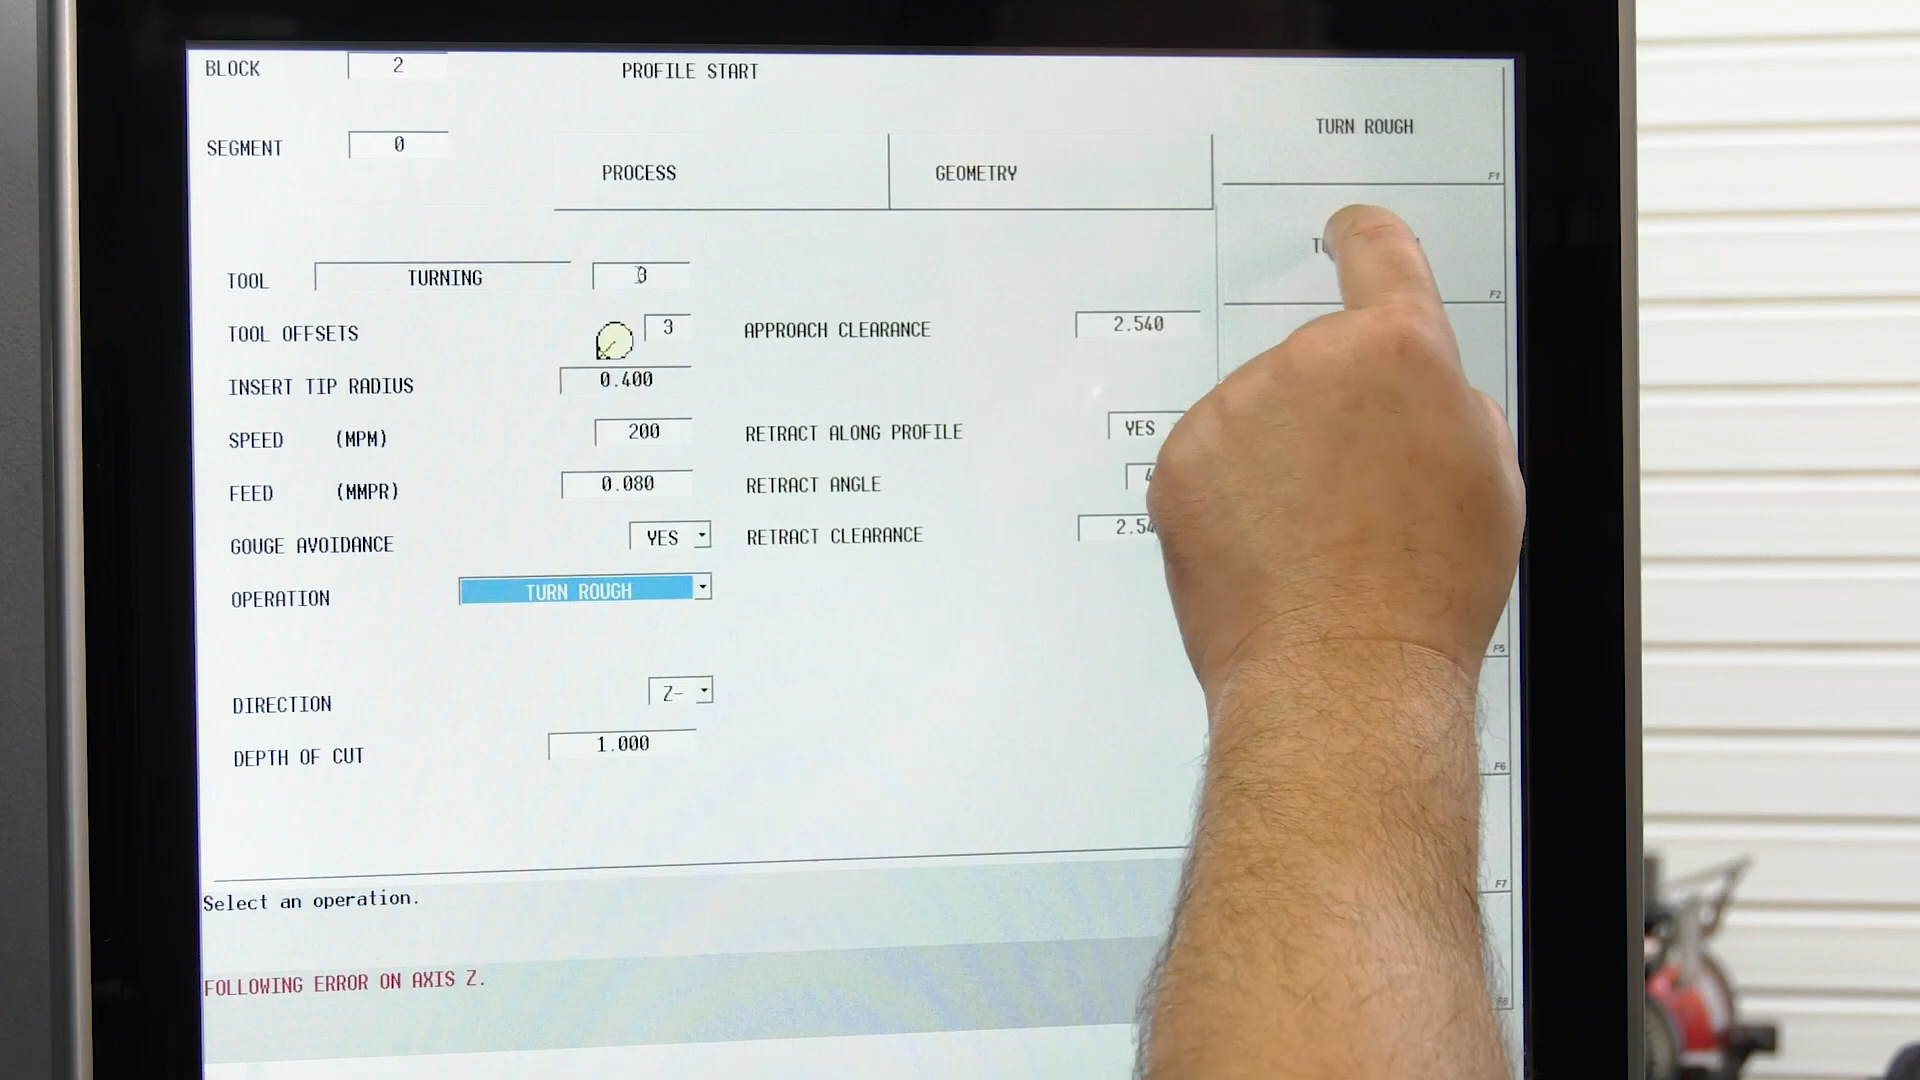 BLOCK 2 PROFILE START
TURN ROUGH
SEGMENT 0
PROCESS GEOMETRY
F1
TOOL TURNING 3
F2
TOOL OFFSETS 3 APPROACH CLEARANCE 2.540
INSERT TIP RADIUS 0.400
SPEED (MPM) 200 RETRACT ALONG PROFILE YES
FEED (MMPR) 0.080 RETRACT ANGLE
GOUGE AVOIDANCE YES RETRACT CLEARANCE
OPERATION TURN ROUGH
F5
DIRECTION Z-
DEPTH OF CUT 1.000
F6
F7
Select an operation.
FOLLOWING ERROR ON AXIS Z.
F8